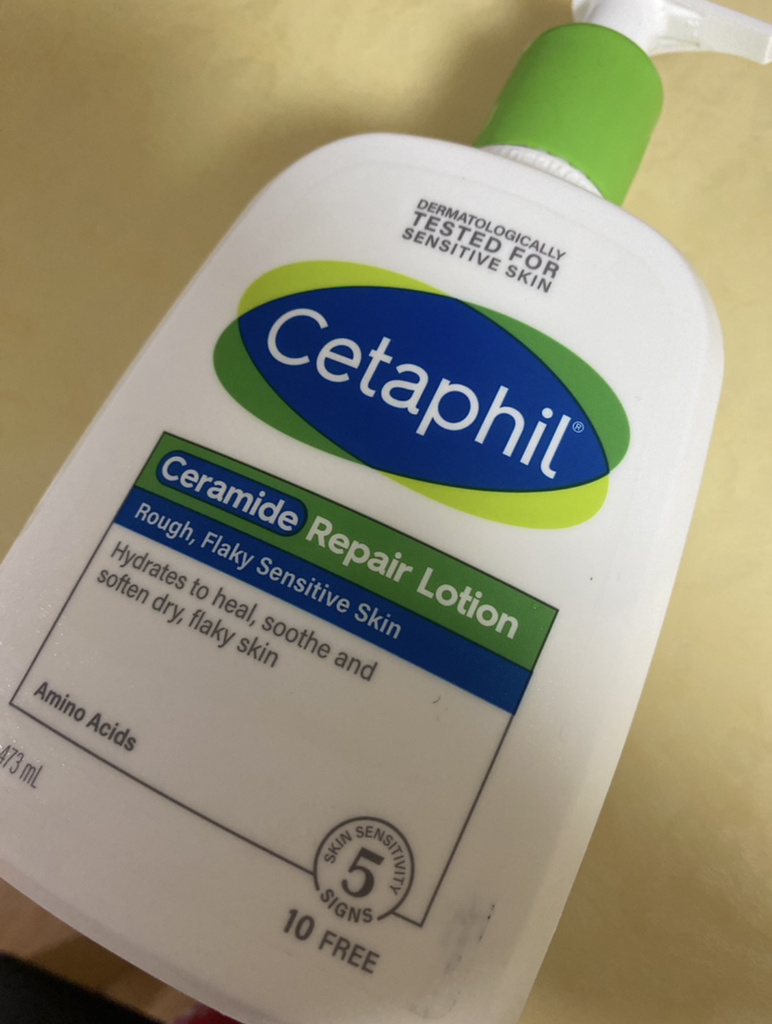 DERMATOLOGICALLY
TESTED FOR
SENSITIVE SKIN
Cetaphil®
Ceramide Repair Lotion
Rough, Flaky Sensitive Skin
Hydrates to heal, soothe and
soften dry, flaky skin
Amino Acids
473 mL
SKIN SENSITIVITY
5
SIGNS
10 FREE